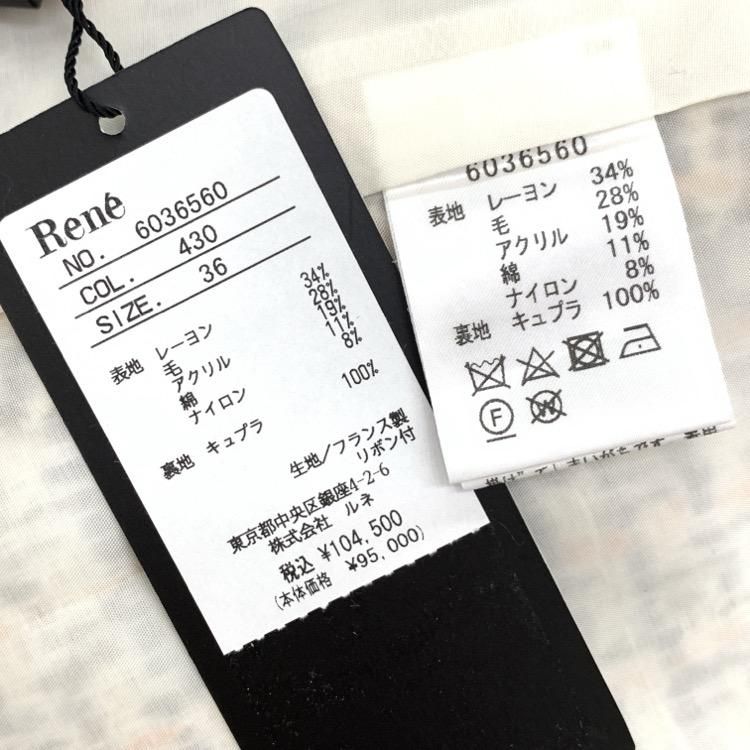 René
NO. 6036560
COL. 430
SIZE. 36
表地 レーヨン 34%
毛 28%
アクリル 19%
綿 11%
ナイロン 8%
裏地 キュプラ 100%
生地/フランス製
リボン付
東京都中央区銀座4-2-6
株式会社 ルネ
税込 ¥104,500
(本体価格 ¥95,000)
6036560
表地 レーヨン 34%
毛 28%
アクリル 19%
綿 11%
ナイロン 8%
裏地 キュプラ 100%
F W